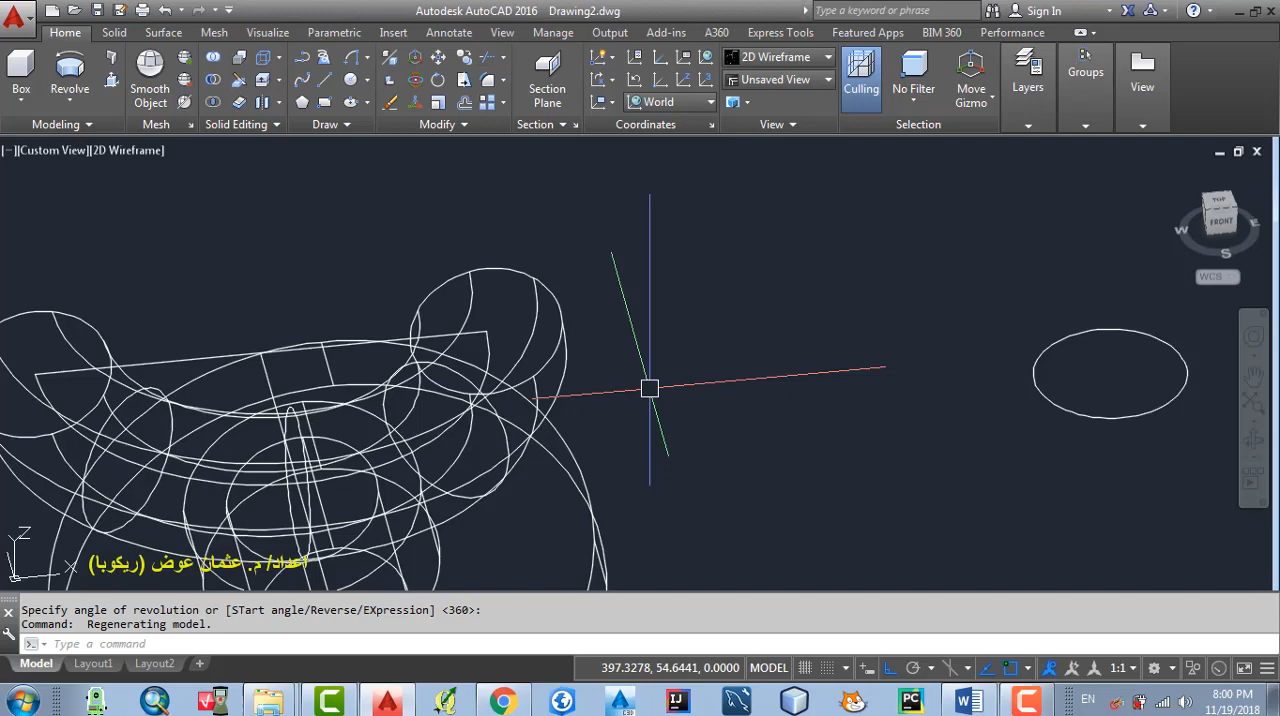 Autodesk AutoCAD 2016 Drawing2.dwg
Type a keyword or phrase
Sign In
Home Solid Surface Mesh Visualize Parametric Insert Annotate View Manage Output Add-ins A360 Express Tools Featured Apps BIM 360 Performance
Box Revolve Smooth Object Section Plane 2D Wireframe Unsaved View World Culling No Filter Move Gizmo Layers Groups View
Modeling Mesh Solid Editing Draw Modify Section Coordinates View Selection
[−][Custom View][2D Wireframe]
TOP
FRONT
W E
S
WCS
Z
X
اعداد/ م. عثمان عوض (ريكوبا)
Specify angle of revolution or [STart angle/Reverse/EXpression] <360>:
Command: Regenerating model.
Type a command
Model Layout1 Layout2 +
397.3278, 54.6441, 0.0000 MODEL 1:1
EN 8:00 PM
11/19/2018